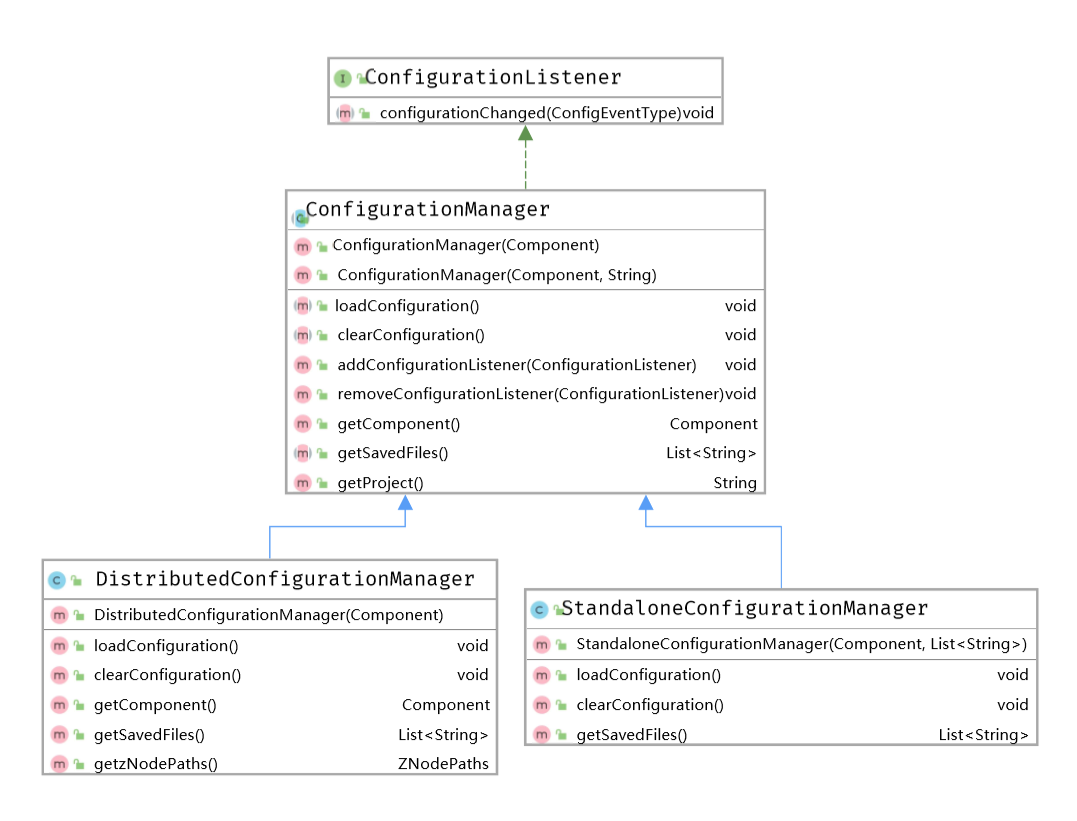 I ConfigurationListener
m configurationChanged(ConfigEventType)void
C ConfigurationManager
m ConfigurationManager(Component)
m ConfigurationManager(Component, String)
m loadConfiguration() void
m clearConfiguration() void
m addConfigurationListener(ConfigurationListener) void
m removeConfigurationListener(ConfigurationListener)void
m getComponent() Component
m getSavedFiles() List<String>
m getProject() String
C DistributedConfigurationManager
m DistributedConfigurationManager(Component)
m loadConfiguration() void
m clearConfiguration() void
m getComponent() Component
m getSavedFiles() List<String>
m getzNodePaths() ZNodePaths
C StandaloneConfigurationManager
m StandaloneConfigurationManager(Component, List<String>)
m loadConfiguration() void
m clearConfiguration() void
m getSavedFiles() List<String>